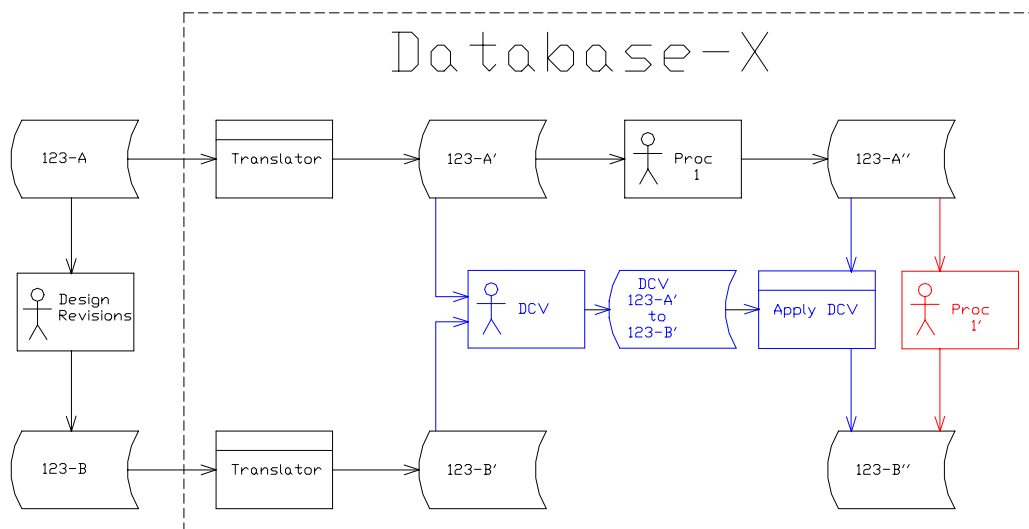 Database-X
123-A
Translator
123-A'
Proc
1
123-A''
Design
Revisions
DCV
DCV
123-A'
to
123-B'
Apply DCV
Proc
1'
123-B
Translator
123-B'
123-B''